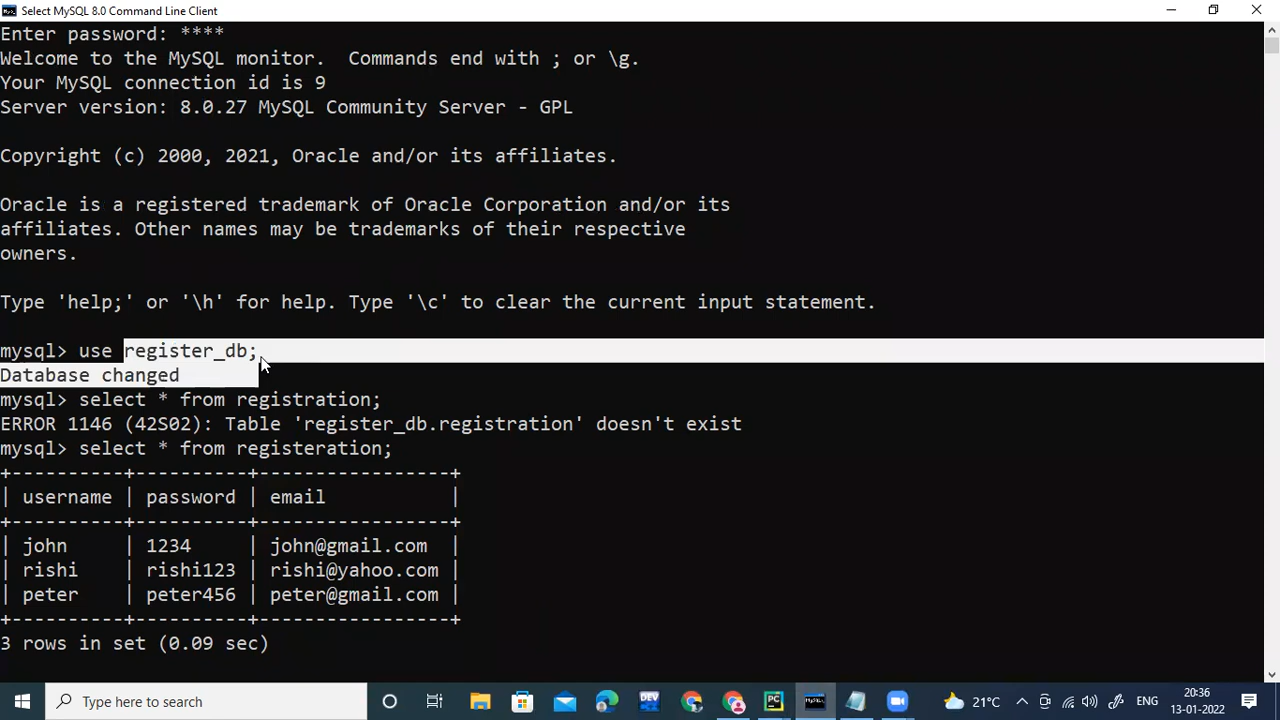 Select MySQL 8.0 Command Line Client
Enter password: ****
Welcome to the MySQL monitor.  Commands end with ; or \g.
Your MySQL connection id is 9
Server version: 8.0.27 MySQL Community Server - GPL
Copyright (c) 2000, 2021, Oracle and/or its affiliates.
Oracle is a registered trademark of Oracle Corporation and/or its
affiliates. Other names may be trademarks of their respective
owners.
Type 'help;' or '\h' for help. Type '\c' to clear the current input statement.
mysql> use register_db;
Database changed
mysql> select * from registration;
ERROR 1146 (42S02): Table 'register_db.registration' doesn't exist
mysql> select * from registeration;
+----------+----------+-----------------+
| username | password | email           |
+----------+----------+-----------------+
| john     | 1234     | john@gmail.com  |
| rishi    | rishi123 | rishi@yahoo.com |
| peter    | peter456 | peter@gmail.com |
+----------+----------+-----------------+
3 rows in set (0.09 sec)
Type here to search
DEV
PC
21°C
ENG
20:36
13-01-2022